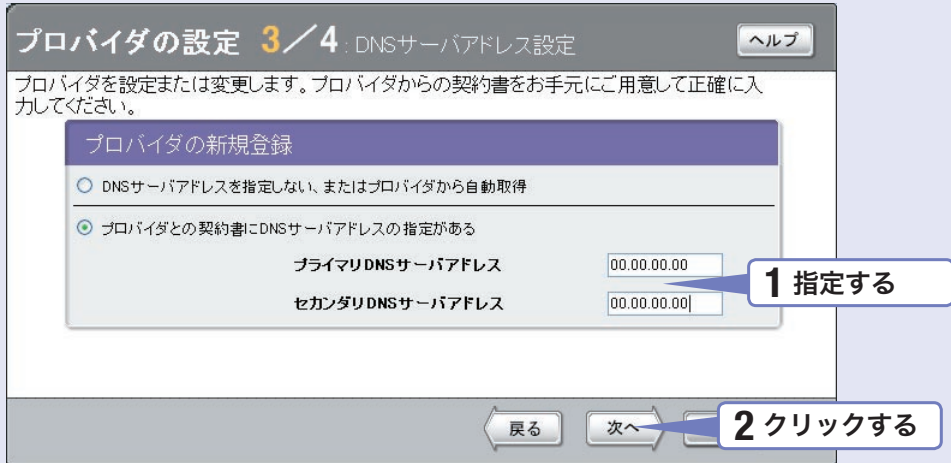 プロバイダの設定 3／4：DNSサーバアドレス設定
ヘルプ
プロバイダを設定または変更します。プロバイダからの契約書をお手元にご用意して正確に入
力してください。
プロバイダの新規登録
DNSサーバアドレスを指定しない、またはプロバイダから自動取得
プロバイダとの契約書にDNSサーバアドレスの指定がある
プライマリDNSサーバアドレス 00.00.00.00
1 指定する
セカンダリDNSサーバアドレス 00.00.00.00
戻る
次へ
2 クリックする